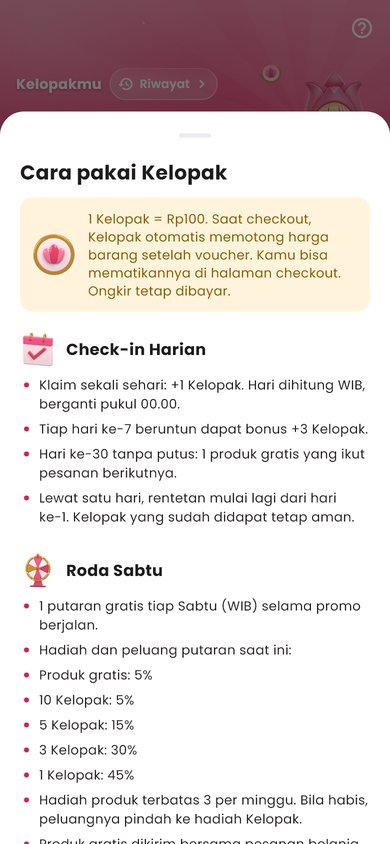 Kelopakmu
Riwayat
Cara pakai Kelopak
1 Kelopak = Rp100. Saat checkout,
Kelopak otomatis memotong harga
barang setelah voucher. Kamu bisa
mematikannya di halaman checkout.
Ongkir tetap dibayar.
Check-in Harian
Klaim sekali sehari: +1 Kelopak. Hari dihitung WIB,
berganti pukul 00.00.
Tiap hari ke-7 beruntun dapat bonus +3 Kelopak.
Hari ke-30 tanpa putus: 1 produk gratis yang ikut
pesanan berikutnya.
Lewat satu hari, rentetan mulai lagi dari hari
ke-1. Kelopak yang sudah didapat tetap aman.
Roda Sabtu
1 putaran gratis tiap Sabtu (WIB) selama promo
berjalan.
Hadiah dan peluang putaran saat ini:
Produk gratis: 5%
10 Kelopak: 5%
5 Kelopak: 15%
3 Kelopak: 30%
1 Kelopak: 45%
Hadiah produk terbatas 3 per minggu. Bila habis,
peluangnya pindah ke hadiah Kelopak.
Produk gratis dikirim bersama pesanan belanja